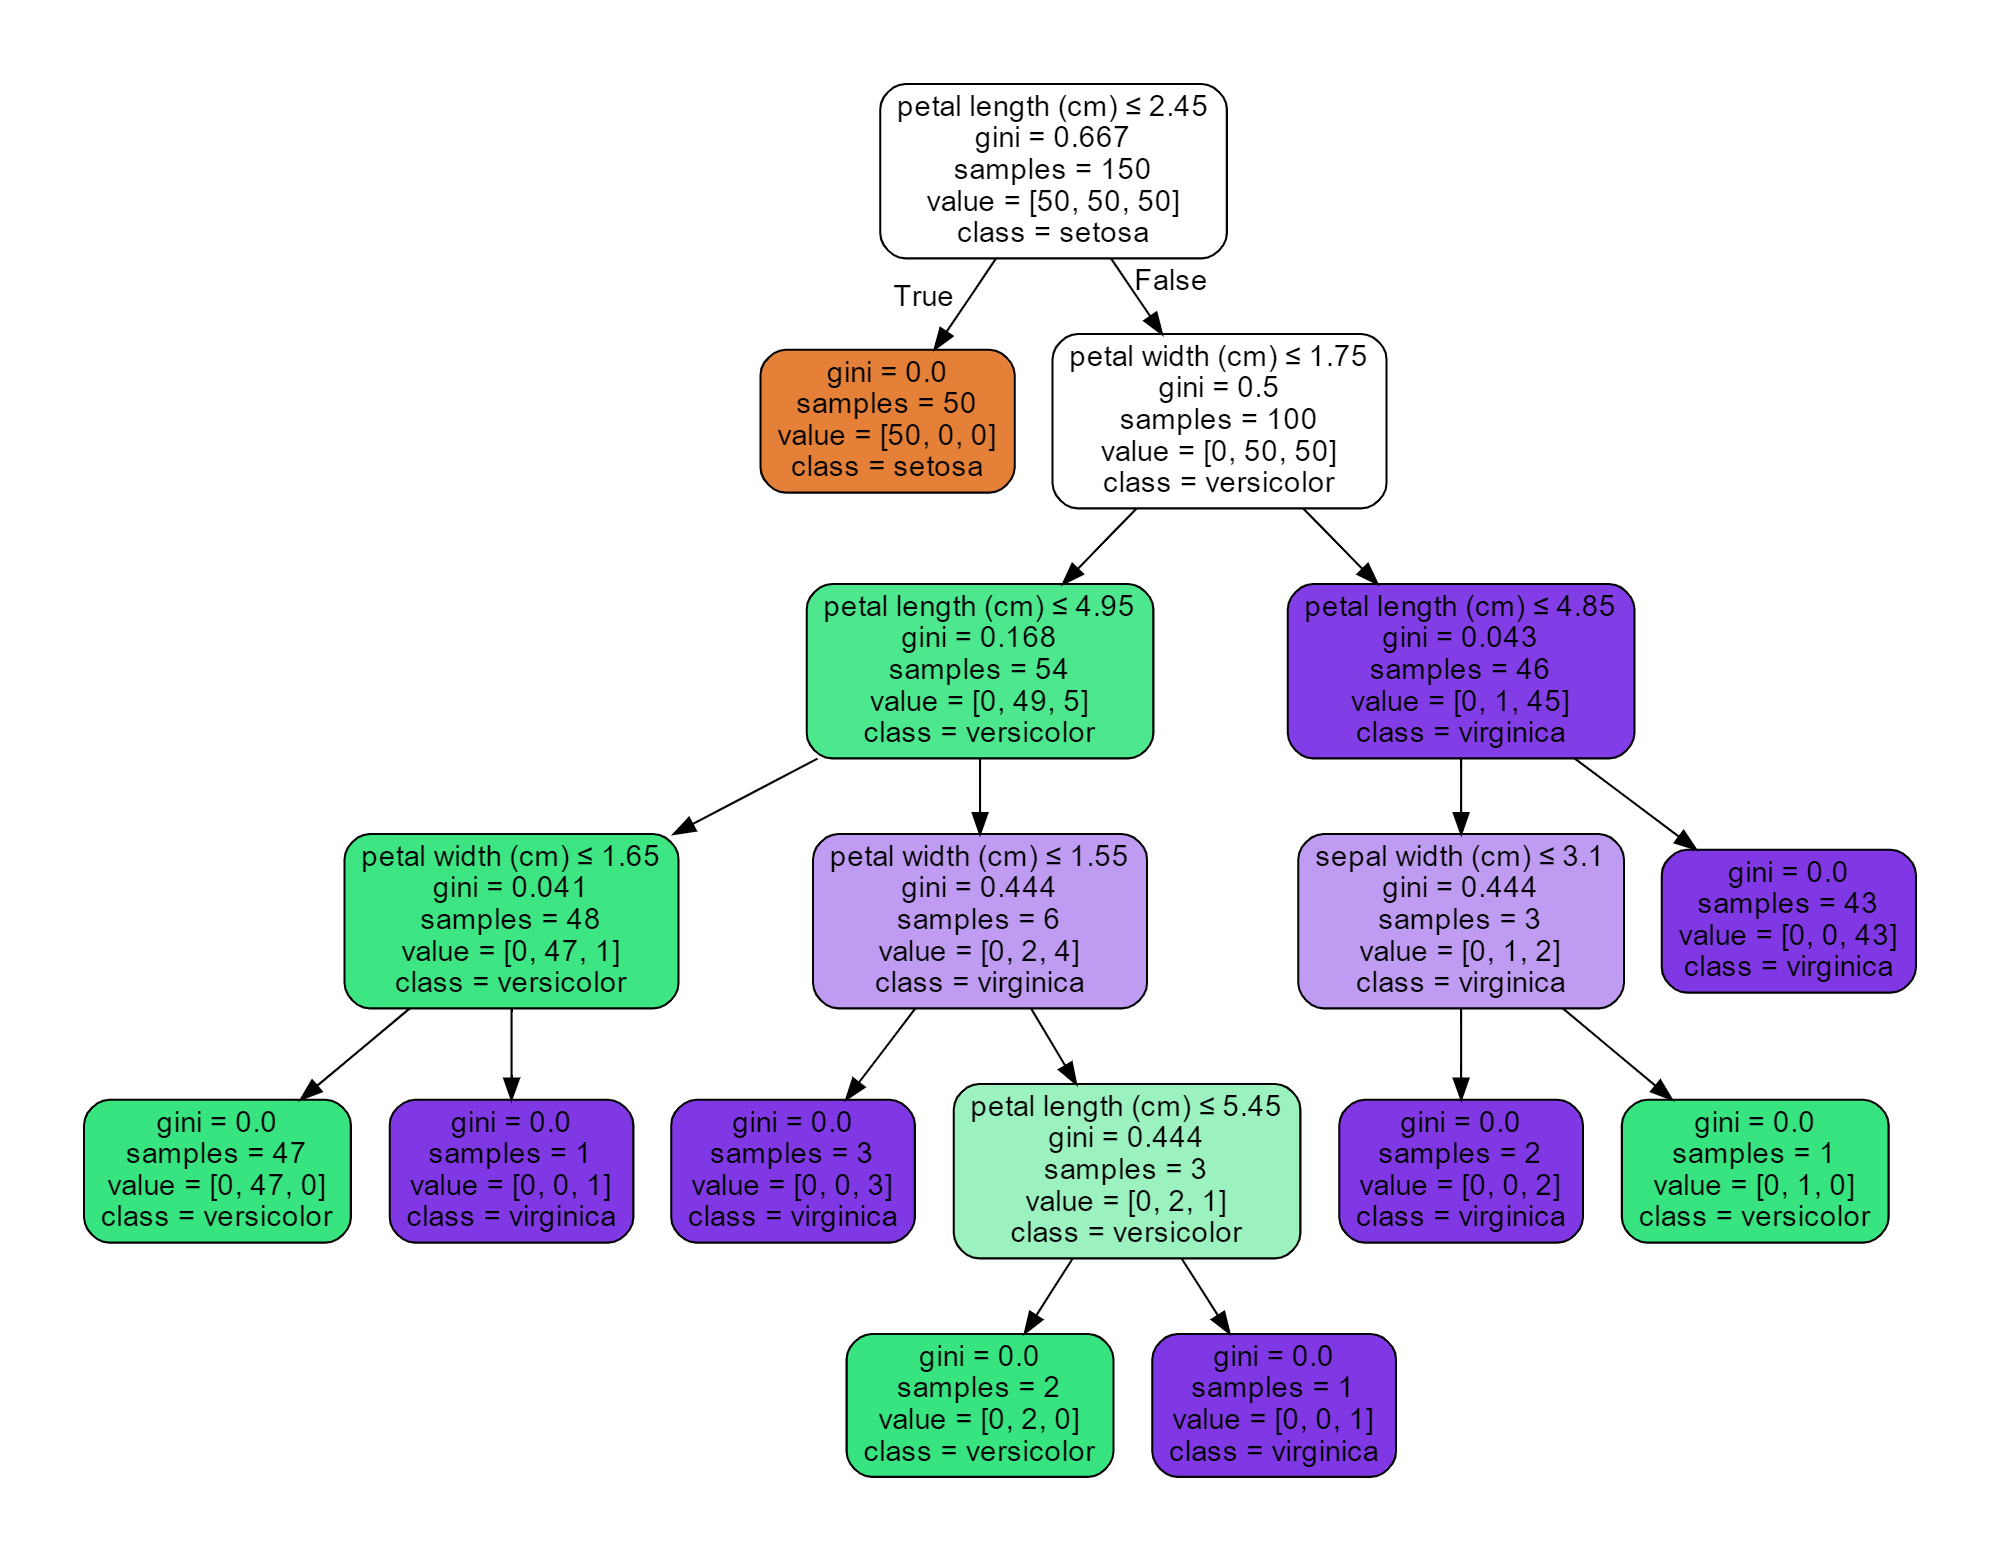 petal length (cm) ≤ 2.45
gini = 0.667
samples = 150
value = [50, 50, 50]
class = setosa
True
False
gini = 0.0
samples = 50
value = [50, 0, 0]
class = setosa
petal width (cm) ≤ 1.75
gini = 0.5
samples = 100
value = [0, 50, 50]
class = versicolor
petal length (cm) ≤ 4.95
gini = 0.168
samples = 54
value = [0, 49, 5]
class = versicolor
petal length (cm) ≤ 4.85
gini = 0.043
samples = 46
value = [0, 1, 45]
class = virginica
petal width (cm) ≤ 1.65
gini = 0.041
samples = 48
value = [0, 47, 1]
class = versicolor
petal width (cm) ≤ 1.55
gini = 0.444
samples = 6
value = [0, 2, 4]
class = virginica
sepal width (cm) ≤ 3.1
gini = 0.444
samples = 3
value = [0, 1, 2]
class = virginica
gini = 0.0
samples = 43
value = [0, 0, 43]
class = virginica
gini = 0.0
samples = 47
value = [0, 47, 0]
class = versicolor
gini = 0.0
samples = 1
value = [0, 0, 1]
class = virginica
gini = 0.0
samples = 3
value = [0, 0, 3]
class = virginica
petal length (cm) ≤ 5.45
gini = 0.444
samples = 3
value = [0, 2, 1]
class = versicolor
gini = 0.0
samples = 2
value = [0, 0, 2]
class = virginica
gini = 0.0
samples = 1
value = [0, 1, 0]
class = versicolor
gini = 0.0
samples = 2
value = [0, 2, 0]
class = versicolor
gini = 0.0
samples = 1
value = [0, 0, 1]
class = virginica